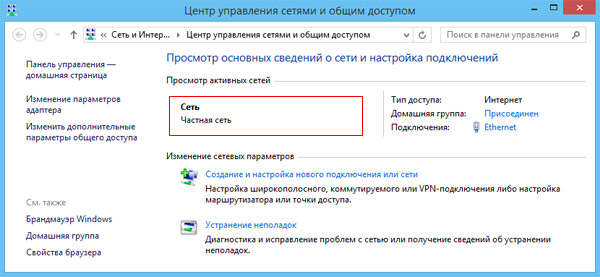 Центр управления сетями и общим доступом
Сеть и Интер... Центр управления сетями и общим доступом
Поиск в панели управления
Панель управления —
домашняя страница
Изменение параметров
адаптера
Изменить дополнительные
параметры общего доступа
Просмотр основных сведений о сети и настройка подключений
Просмотр активных сетей
Сеть
Частная сеть
Тип доступа: Интернет
Домашняя группа: Присоединен
Подключения: Ethernet
Изменение сетевых параметров
Создание и настройка нового подключения или сети
Настройка широкополосного, коммутируемого или VPN-подключения либо настройка
маршрутизатора или точки доступа.
Устранение неполадок
Диагностика и исправление проблем с сетью или получение сведений об устранении
неполадок.
См. также
Брандмауэр Windows
Домашняя группа
Свойства браузера